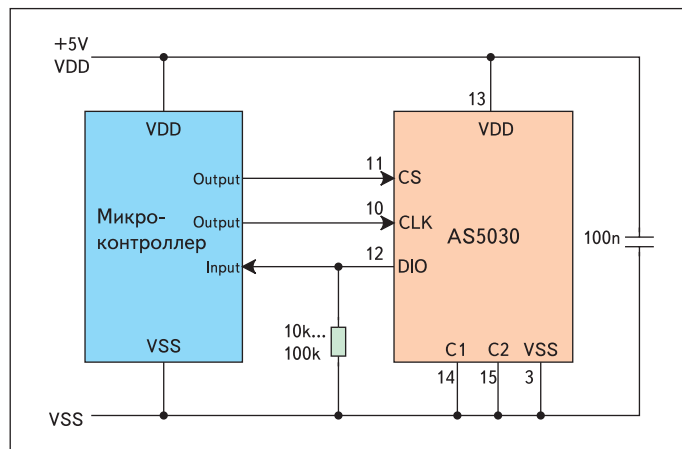 +5V
VDD
VDD
Output
Output
Input
Микро-
контроллер
VSS
11
10
12
10k...
100k
13
VDD
CS
CLK
DIO
AS5030
C1
C2
VSS
14
15
3
100n
VSS